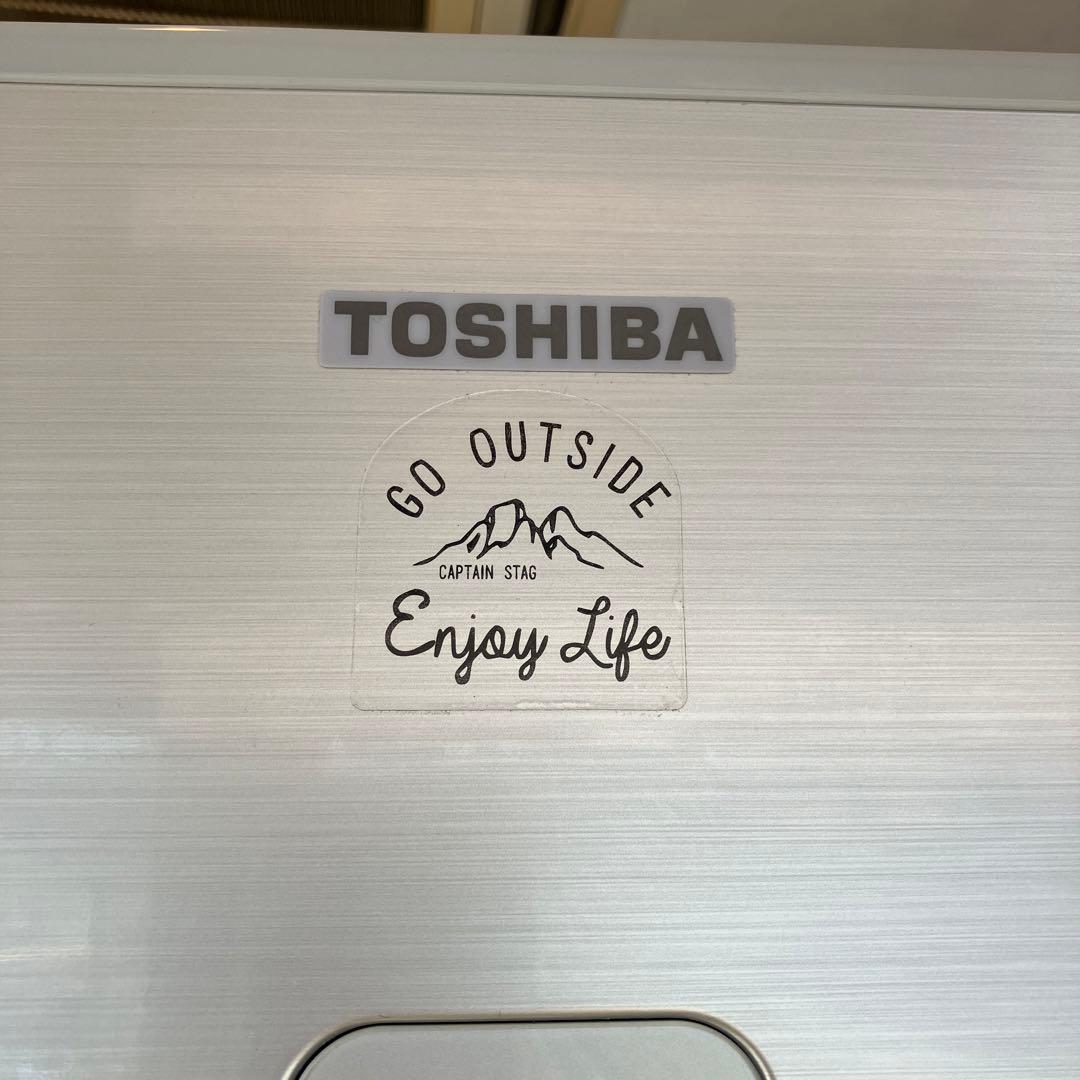 TOSHIBA
GO OUTSIDE
CAPTAIN STAG
Enjoy Life